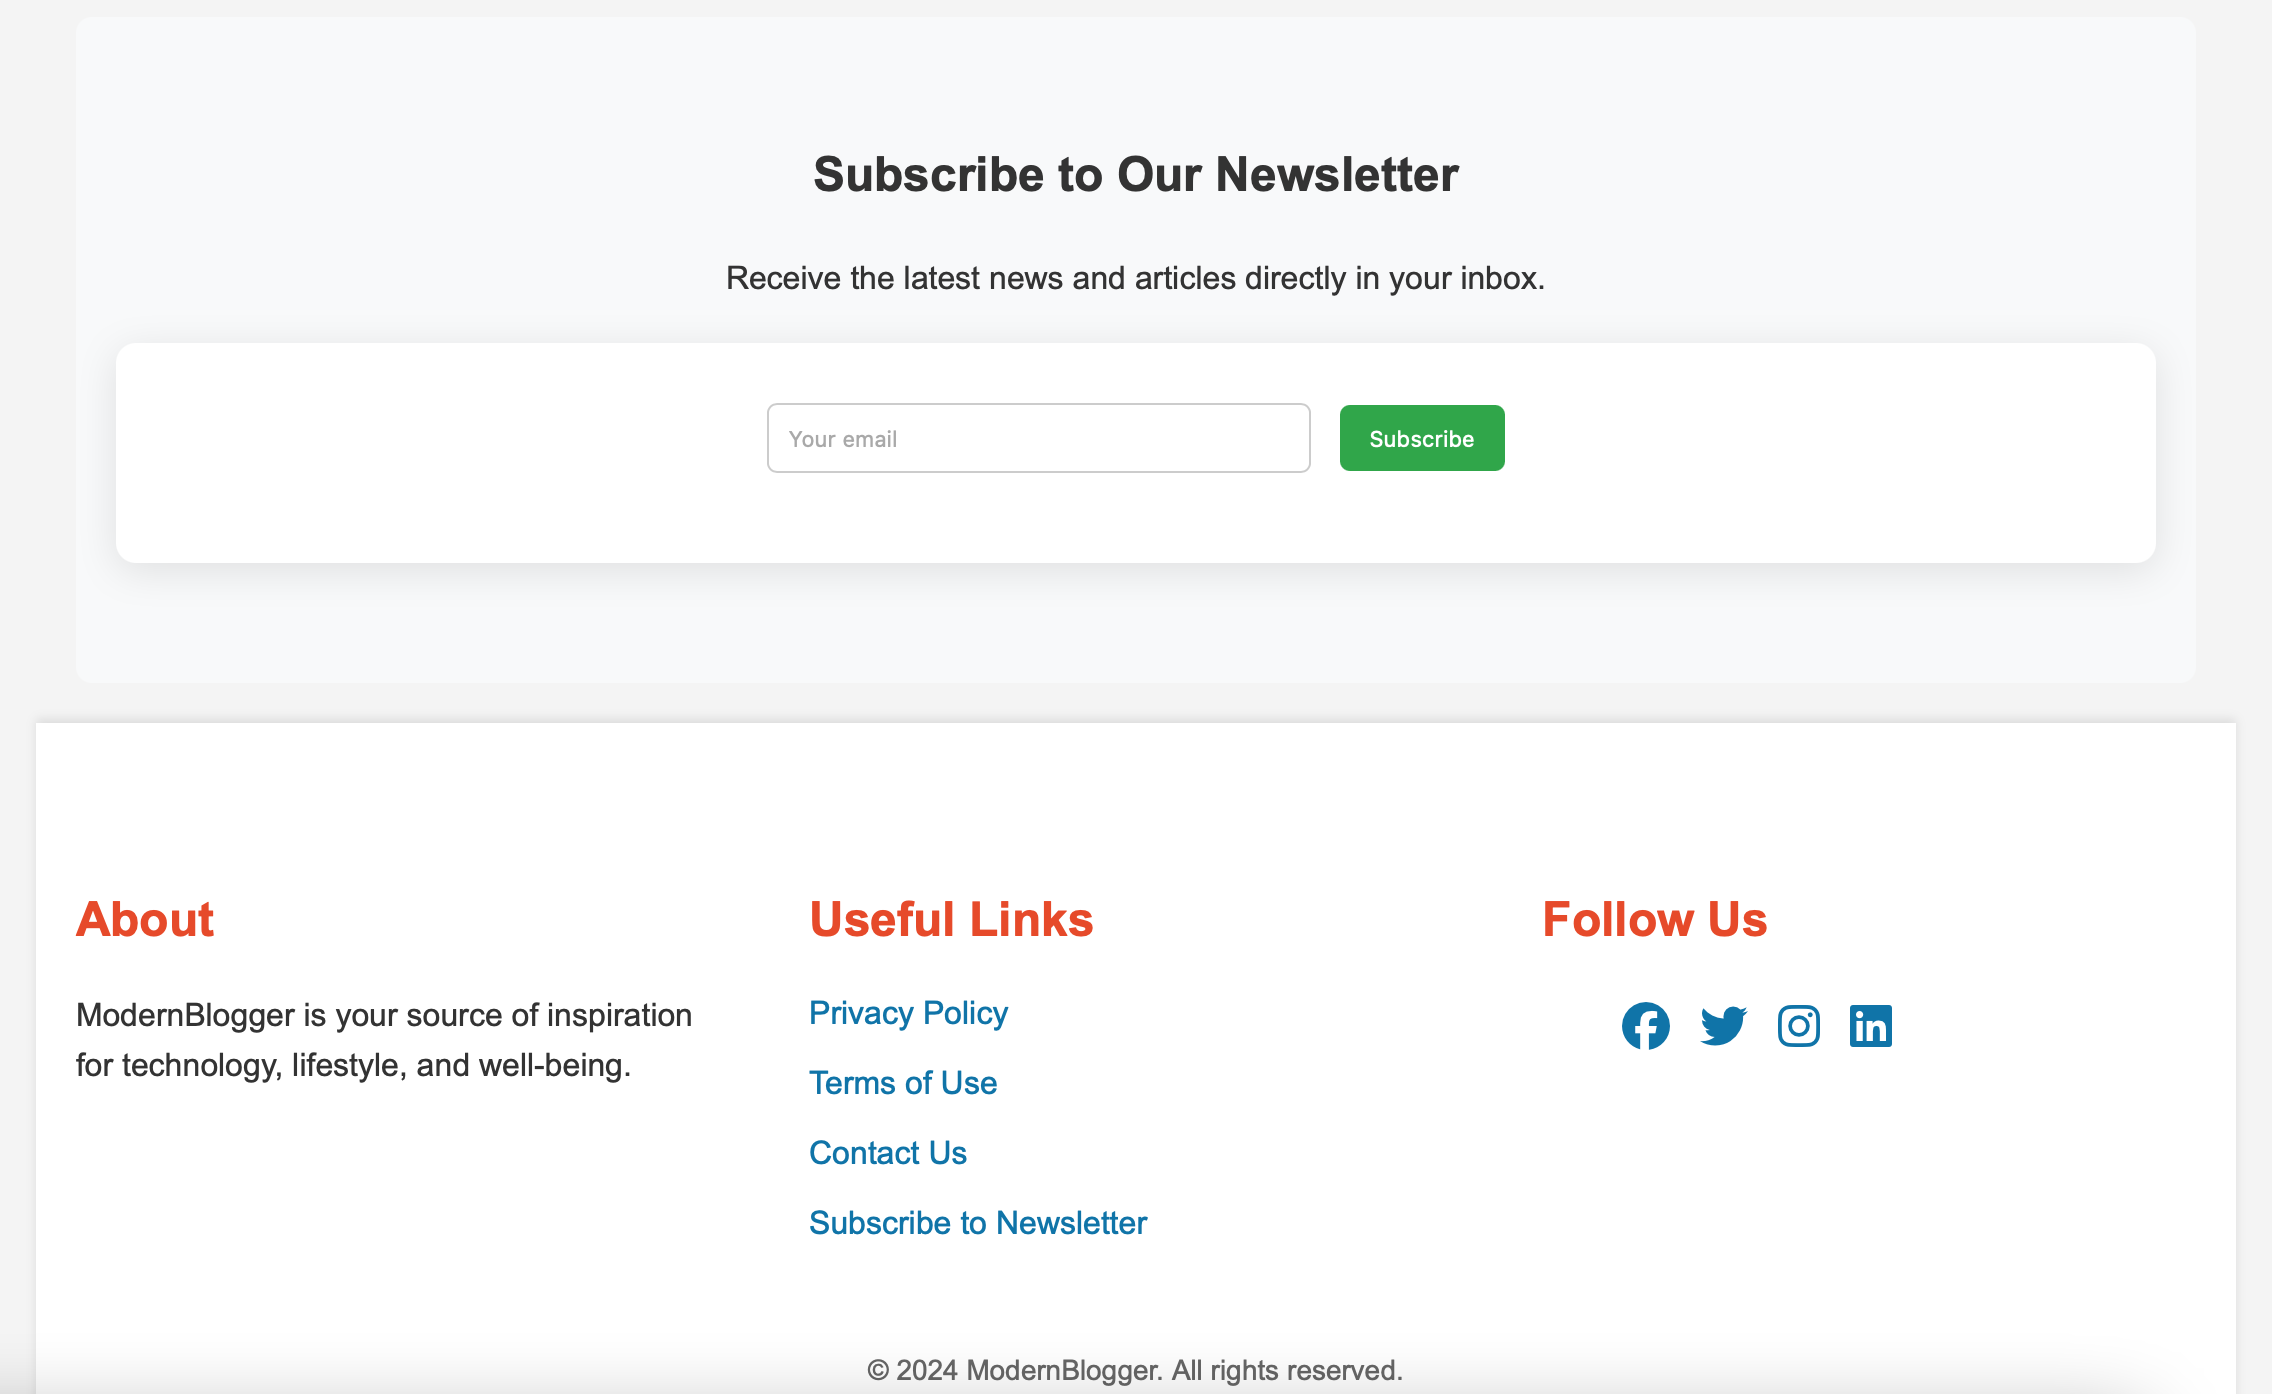 Subscribe to Our Newsletter
Receive the latest news and articles directly in your inbox.
Your email
Subscribe
About
ModernBlogger is your source of inspiration
for technology, lifestyle, and well-being.
Useful Links
Privacy Policy
Terms of Use
Contact Us
Subscribe to Newsletter
Follow Us
© 2024 ModernBlogger. All rights reserved.